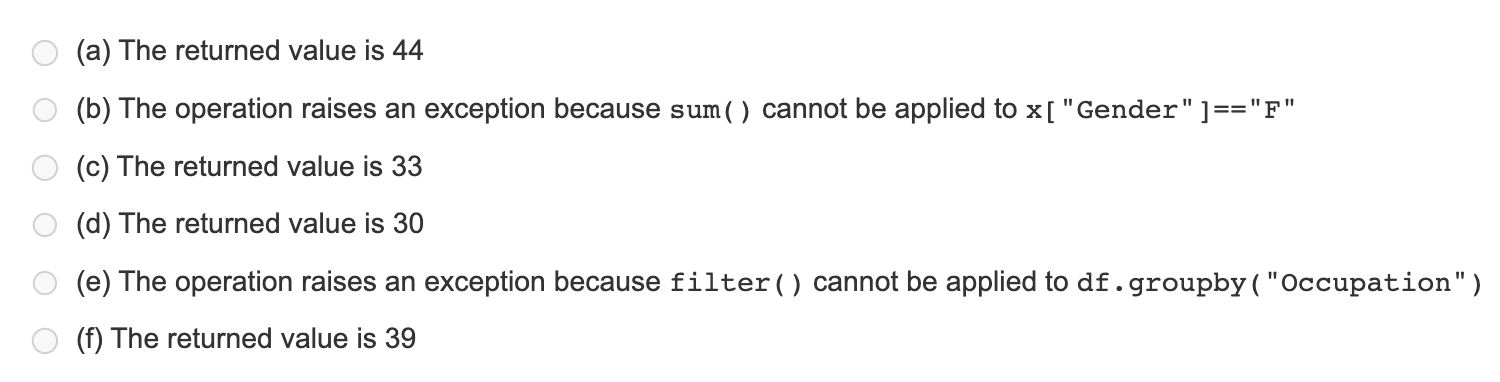 (a) The returned value is 44
(b) The operation raises an exception because sum() cannot be applied to x["Gender"]=="F"
(c) The returned value is 33
(d) The returned value is 30
(e) The operation raises an exception because filter() cannot be applied to df.groupby("Occupation")
(f) The returned value is 39